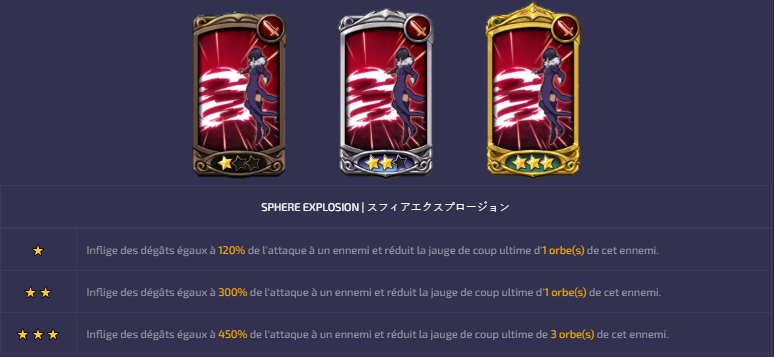 SPHERE EXPLOSION | スフィアエクスプロージョン
Inflige des dégâts égaux à 120% de l'attaque à un ennemi et réduit la jauge de coup ultime d'1 orbe(s) de cet ennemi.
Inflige des dégâts égaux à 300% de l'attaque à un ennemi et réduit la jauge de coup ultime d'1 orbe(s) de cet ennemi.
Inflige des dégâts égaux à 450% de l'attaque à un ennemi et réduit la jauge de coup ultime de 3 orbe(s) de cet ennemi.